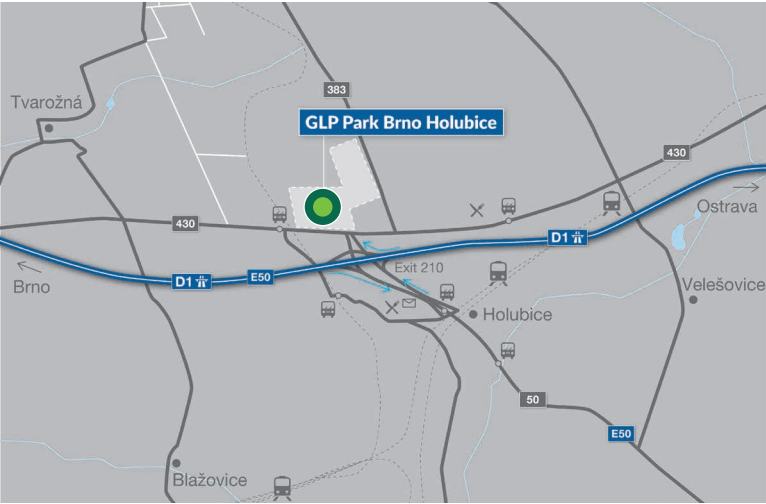 383
Tvarožná
GLP Park Brno Holubice
430
430
Ostrava
D1
Exit 210
D1
E50
Brno
Velešovice
Holubice
50
E50
Blažovice